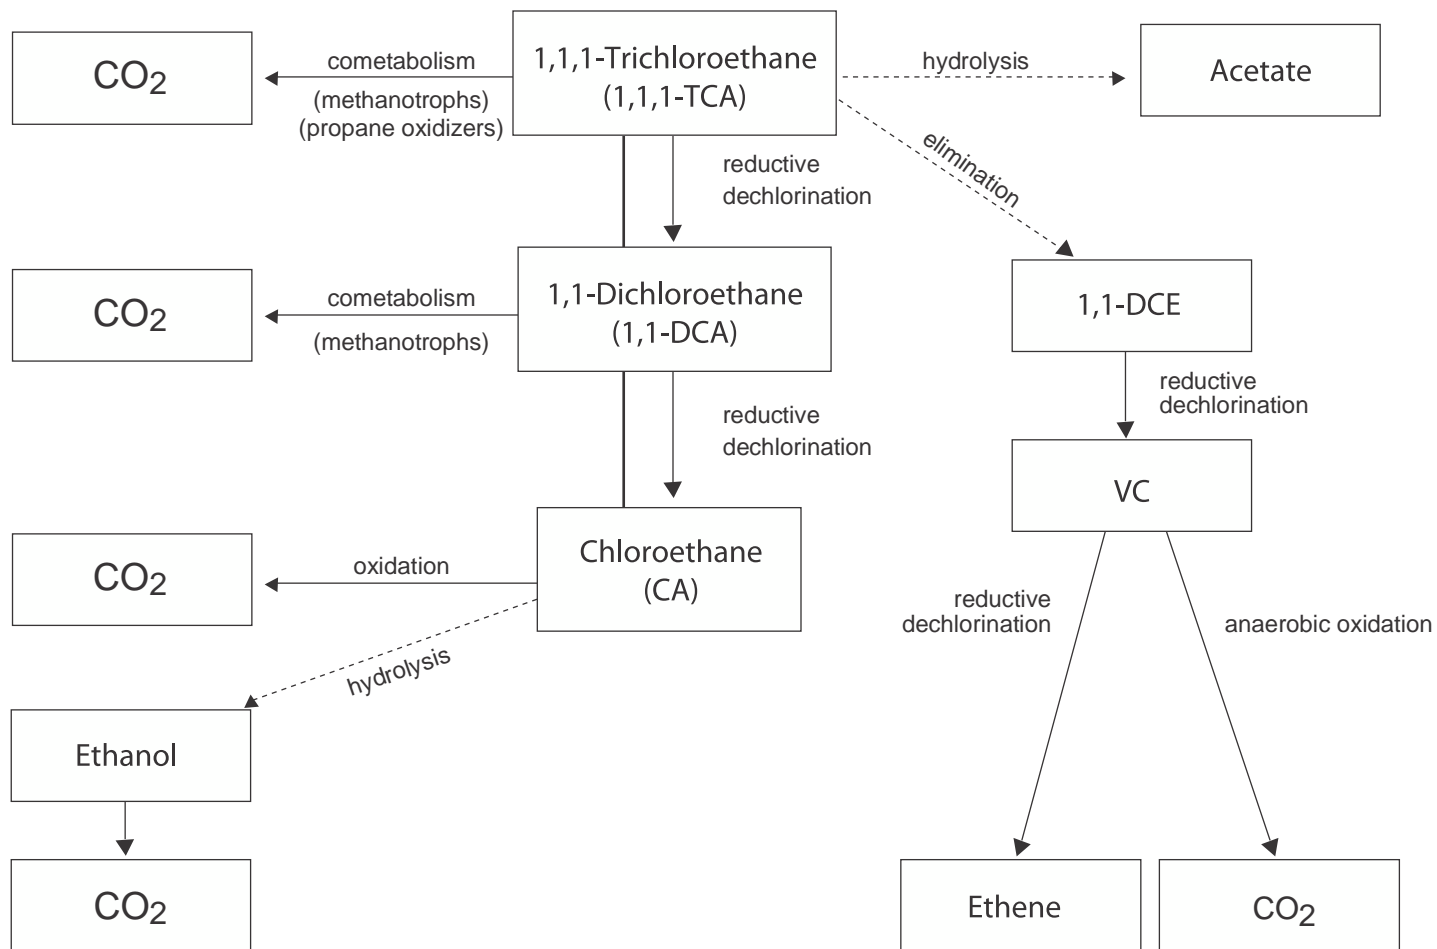 CO2
cometabolism
(methanotrophs)
(propane oxidizers)
1,1,1-Trichloroethane
(1,1,1-TCA)
hydrolysis
Acetate
elimination
reductive
dechlorination
CO2
cometabolism
(methanotrophs)
1,1-Dichloroethane
(1,1-DCA)
1,1-DCE
reductive
dechlorination
reductive
dechlorination
VC
CO2
oxidation
Chloroethane
(CA)
hydrolysis
reductive
dechlorination
anaerobic oxidation
Ethanol
CO2
Ethene
CO2